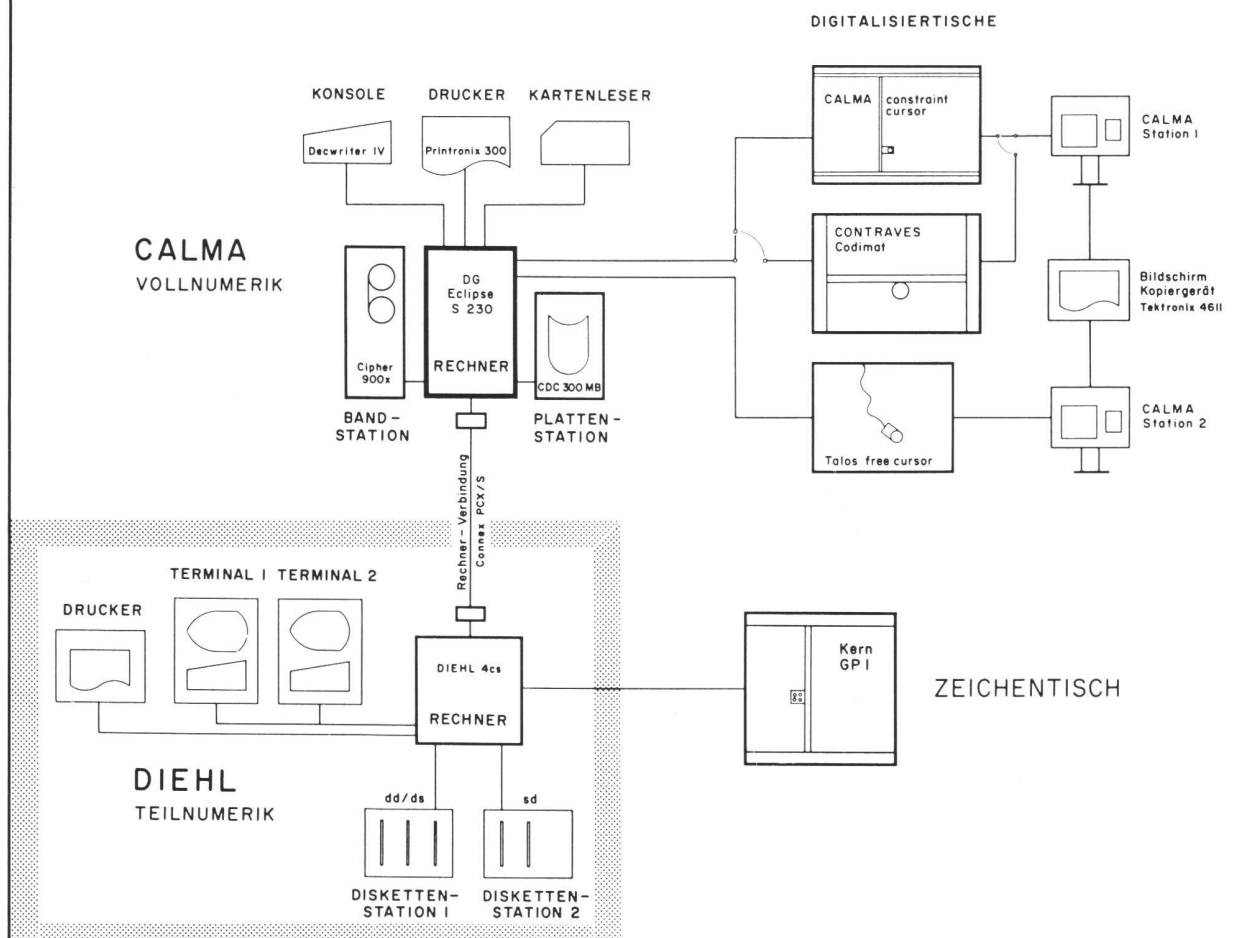 DIGITALISIERTISCHE
KONSOLE
DRUCKER
KARTENLESER
Decwriter IV
Printronix 300
CALMA
constraint
cursor
CALMA
Station 1
CALMA
VOLLNUMERIK
DG
Eclipse
S 230
RECHNER
Cipher
900x
BAND-
STATION
CDC 300 MB
PLATTEN-
STATION
CONTRAVES
Codimat
Bildschirm
Kopiergerät
Tektronix 4611
Talos free cursor
CALMA
Station 2
Rechner-Verbindung
Connex PCX/S
TERMINAL 1 TERMINAL 2
DRUCKER
DIEHL 4cs
RECHNER
Kern
GP1
ZEICHENTISCH
DIEHL
TEILNUMERIK
dd/ds
sd
DISKETTEN-
STATION 1
DISKETTEN-
STATION 2